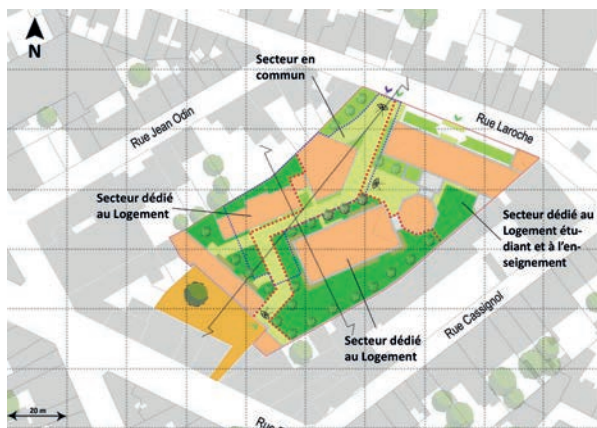 N
Secteur en
commun
Rue Jean Odin
Rue Laroche
Secteur dédié
au Logement
Secteur dédié au
Logement étu-
diant et à l'en-
seignement
Rue Cassignol
Secteur dédié
au Logement
20 m
Rue